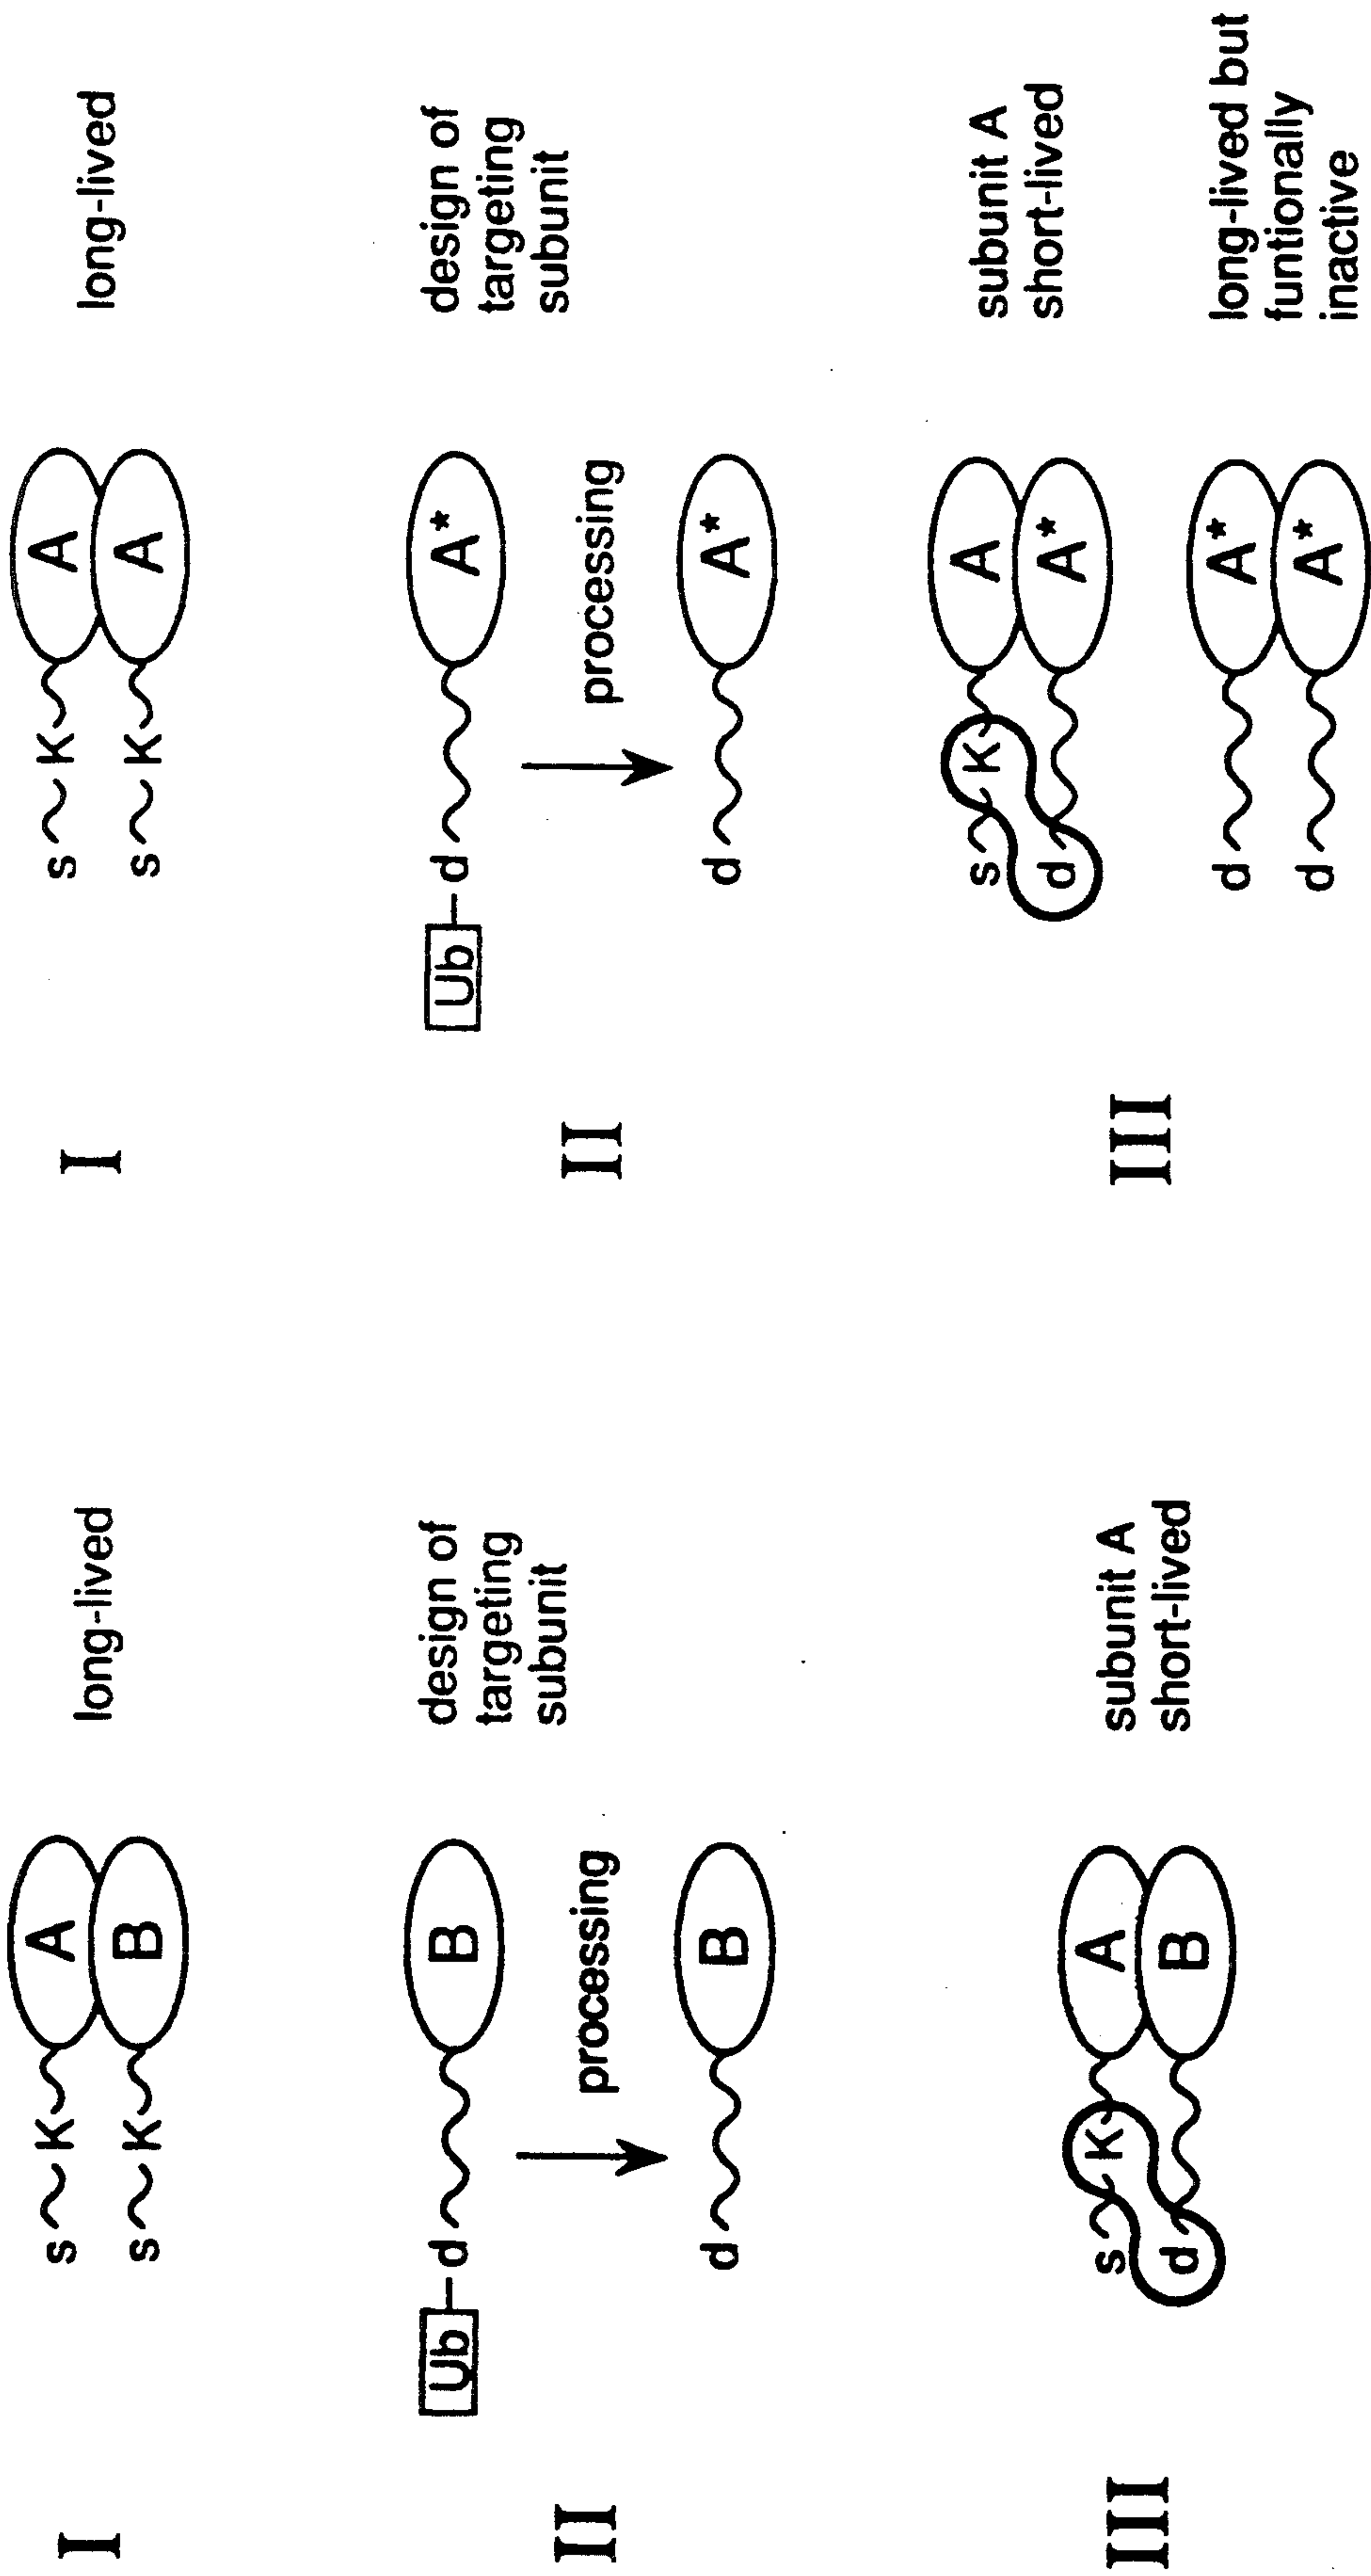 I
s K A
s K B
long-lived
II
Ub d B
design of
targeting
subunit
processing
d B
III
s K A
d B
subunit A
short-lived
I
s K A
s K A
long-lived
II
Ub d A*
design of
targeting
subunit
processing
d A*
III
s K A
d A*
subunit A
short-lived
d A*
d A*
long-lived but
funtionally
inactive